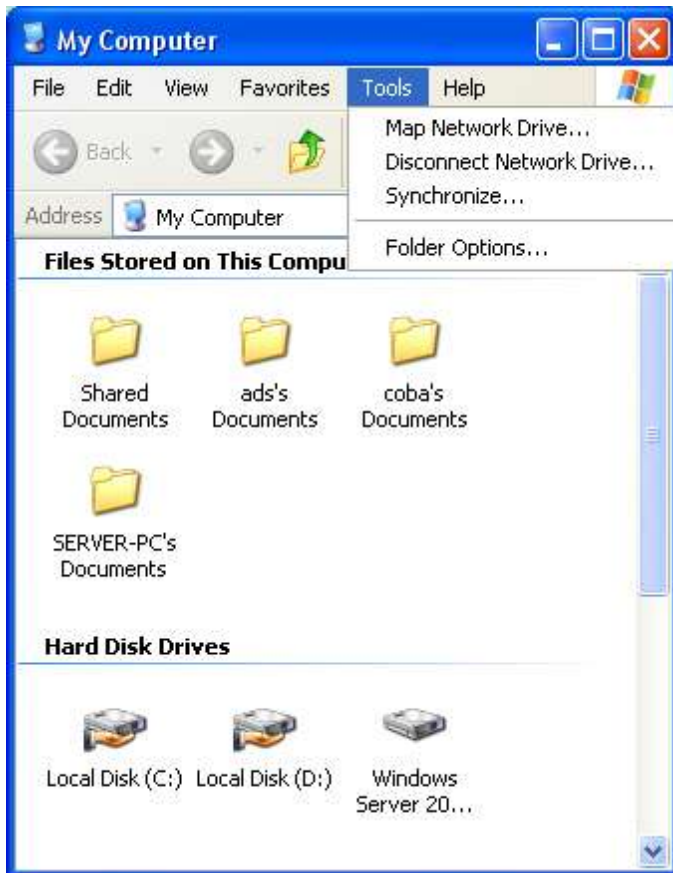 My Computer
File Edit View Favorites Tools Help
Map Network Drive...
Disconnect Network Drive...
Synchronize...
Folder Options...
Back
Address My Computer
Files Stored on This Compu
Shared
Documents
ads's
Documents
coba's
Documents
SERVER-PC's
Documents
Hard Disk Drives
Local Disk (C:)
Local Disk (D:)
Windows
Server 20...